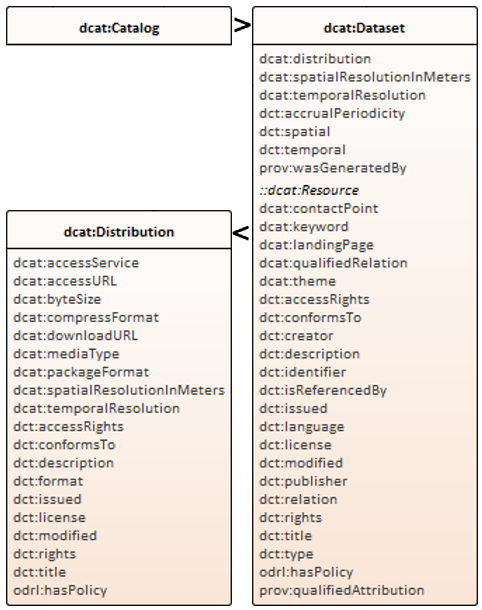 dcat:Catalog
>
dcat:Dataset
dcat:distribution
dcat:spatialResolutionInMeters
dcat:temporalResolution
dct:accrualPeriodicity
dct:spatial
dct:temporal
prov:wasGeneratedBy
::dcat:Resource
dcat:contactPoint
dcat:keyword
dcat:landingPage
dcat:qualifiedRelation
dcat:theme
dct:accessRights
dct:conformsTo
dct:creator
dct:description
dct:identifier
dct:isReferencedBy
dct:issued
dct:language
dct:license
dct:modified
dct:publisher
dct:relation
dct:rights
dct:title
dct:type
odrl:hasPolicy
prov:qualifiedAttribution
<
dcat:Distribution
dcat:accessService
dcat:accessURL
dcat:byteSize
dcat:compressFormat
dcat:downloadURL
dcat:mediaType
dcat:packageFormat
dcat:spatialResolutionInMeters
dcat:temporalResolution
dct:accessRights
dct:conformsTo
dct:description
dct:format
dct:issued
dct:license
dct:modified
dct:rights
dct:title
odrl:hasPolicy